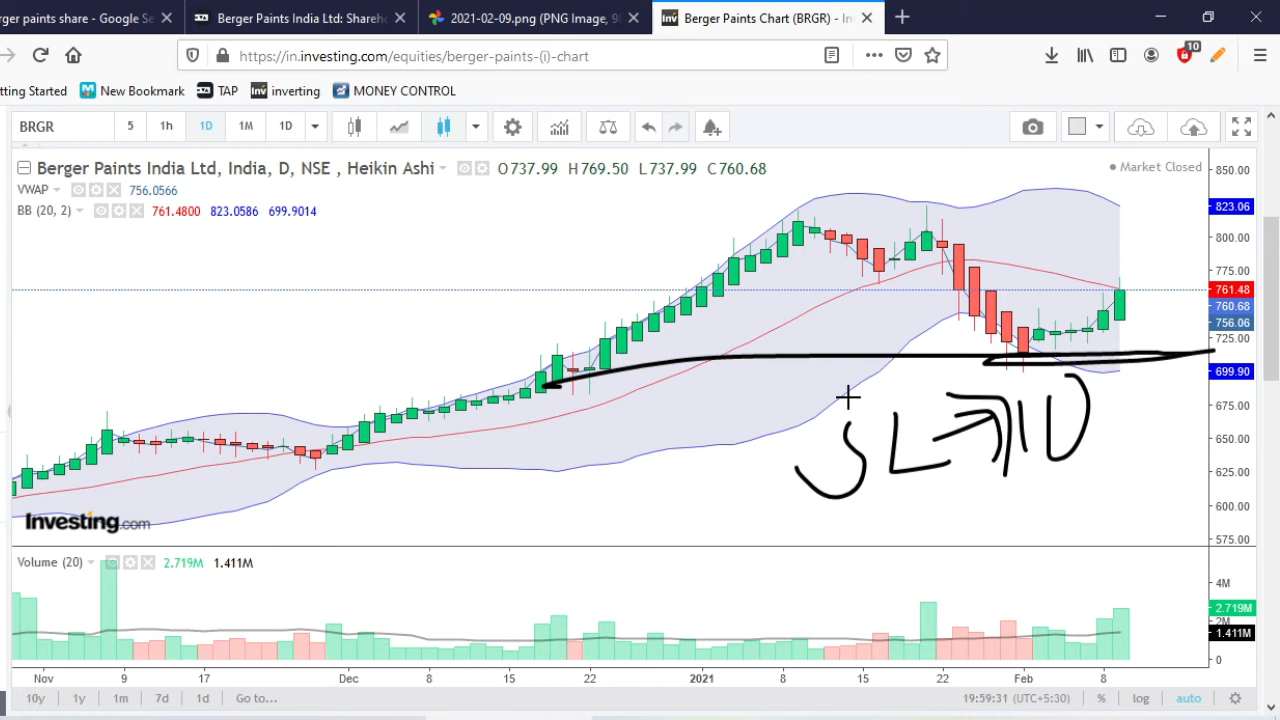 erger paints share - Google Se
Berger Paints India Ltd: Shareho
2021-02-09.png (PNG Image, 98
Berger Paints Chart (BRGR) - Inv
https://in.investing.com/equities/berger-paints-(i)-chart
10
tting Started
New Bookmark
TAP
inverting
MONEY CONTROL
BRGR 5 1h 1D 1M 1D
Berger Paints India Ltd, India, D, NSE , Heikin Ashi O737.99 H769.50 L737.99 C760.68
Market Closed
VWAP 756.0566
BB (20, 2) 761.4800 823.0586 699.9014
850.00
823.06
800.00
775.00
761.48
760.68
756.06
725.00
699.90
675.00
650.00
625.00
600.00
575.00
SL
710
Investing.com
Volume (20) 2.719M 1.411M
4M
2.719M
2M
1.411M
0
Nov 9 17 Dec 8 15 22 2021 8 15 22 Feb 8
10y 1y 1m 7d 1d Go to... 19:59:31 (UTC+5:30) % log auto